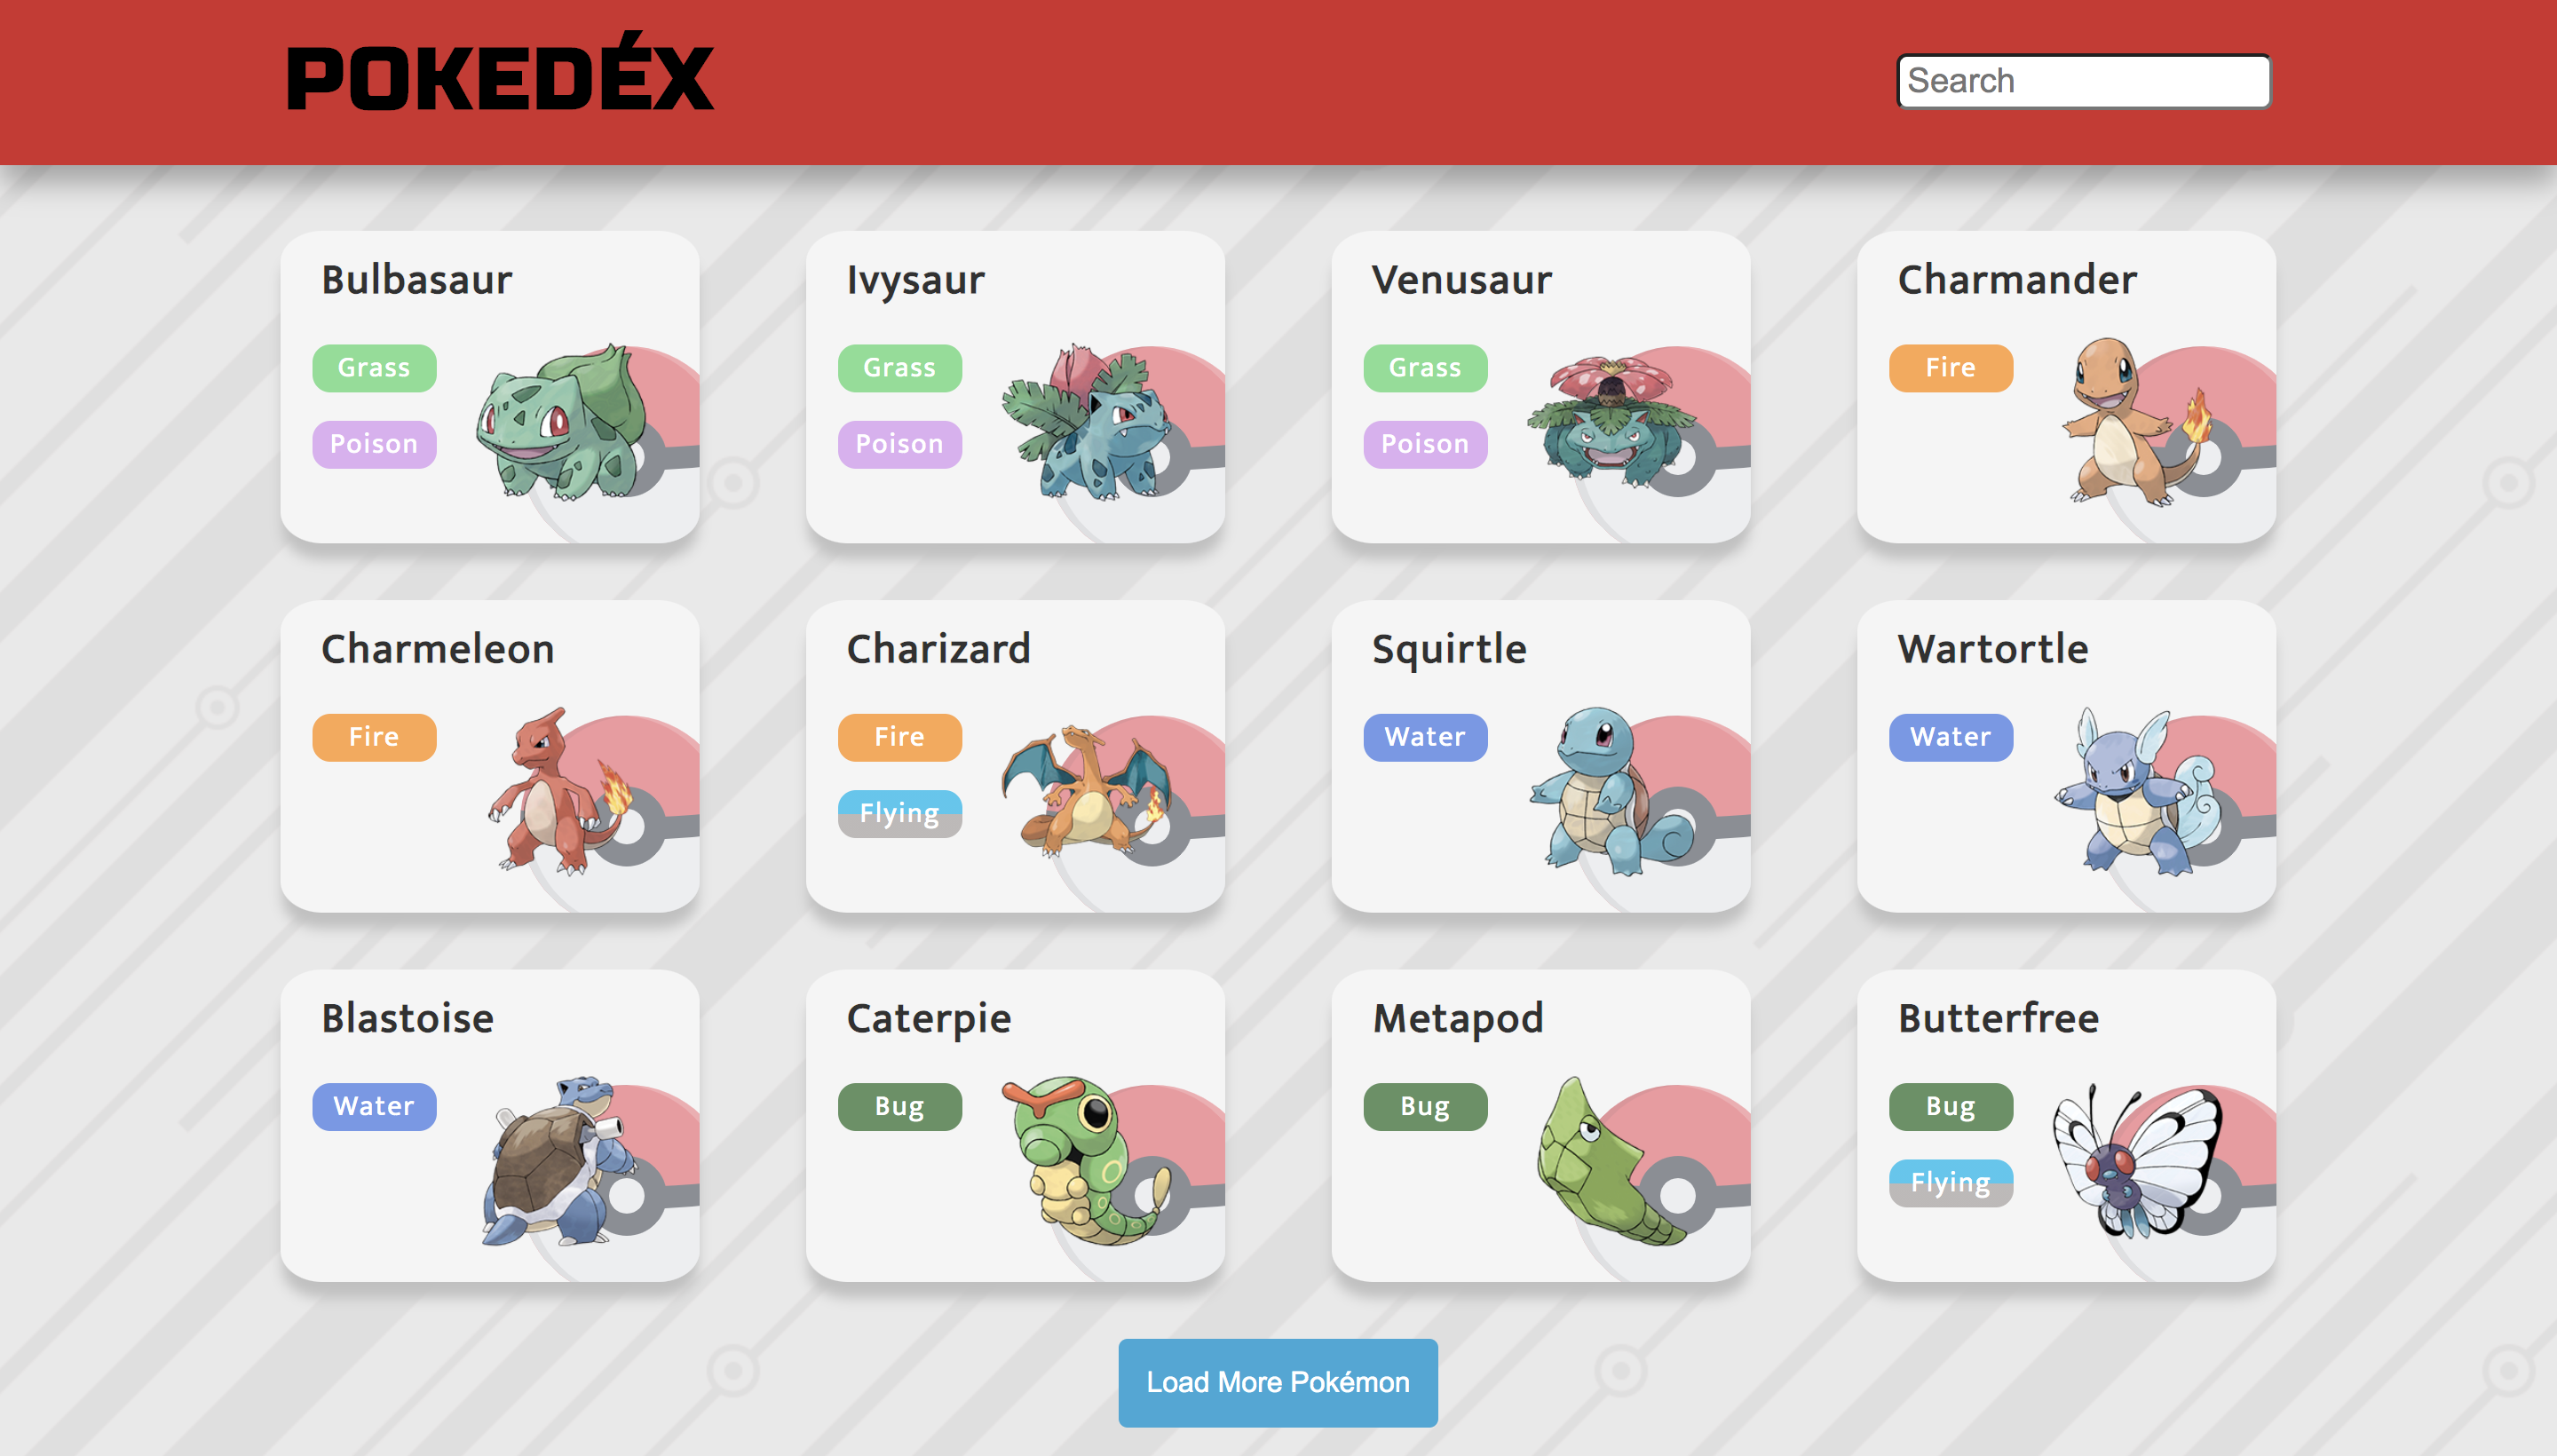 POKEDÉX
Search
Bulbasaur
Grass
Poison
Ivysaur
Grass
Poison
Venusaur
Grass
Poison
Charmander
Fire
Charmeleon
Fire
Charizard
Fire
Flying
Squirtle
Water
Wartortle
Water
Blastoise
Water
Caterpie
Bug
Metapod
Bug
Butterfree
Bug
Flying
Load More Pokémon